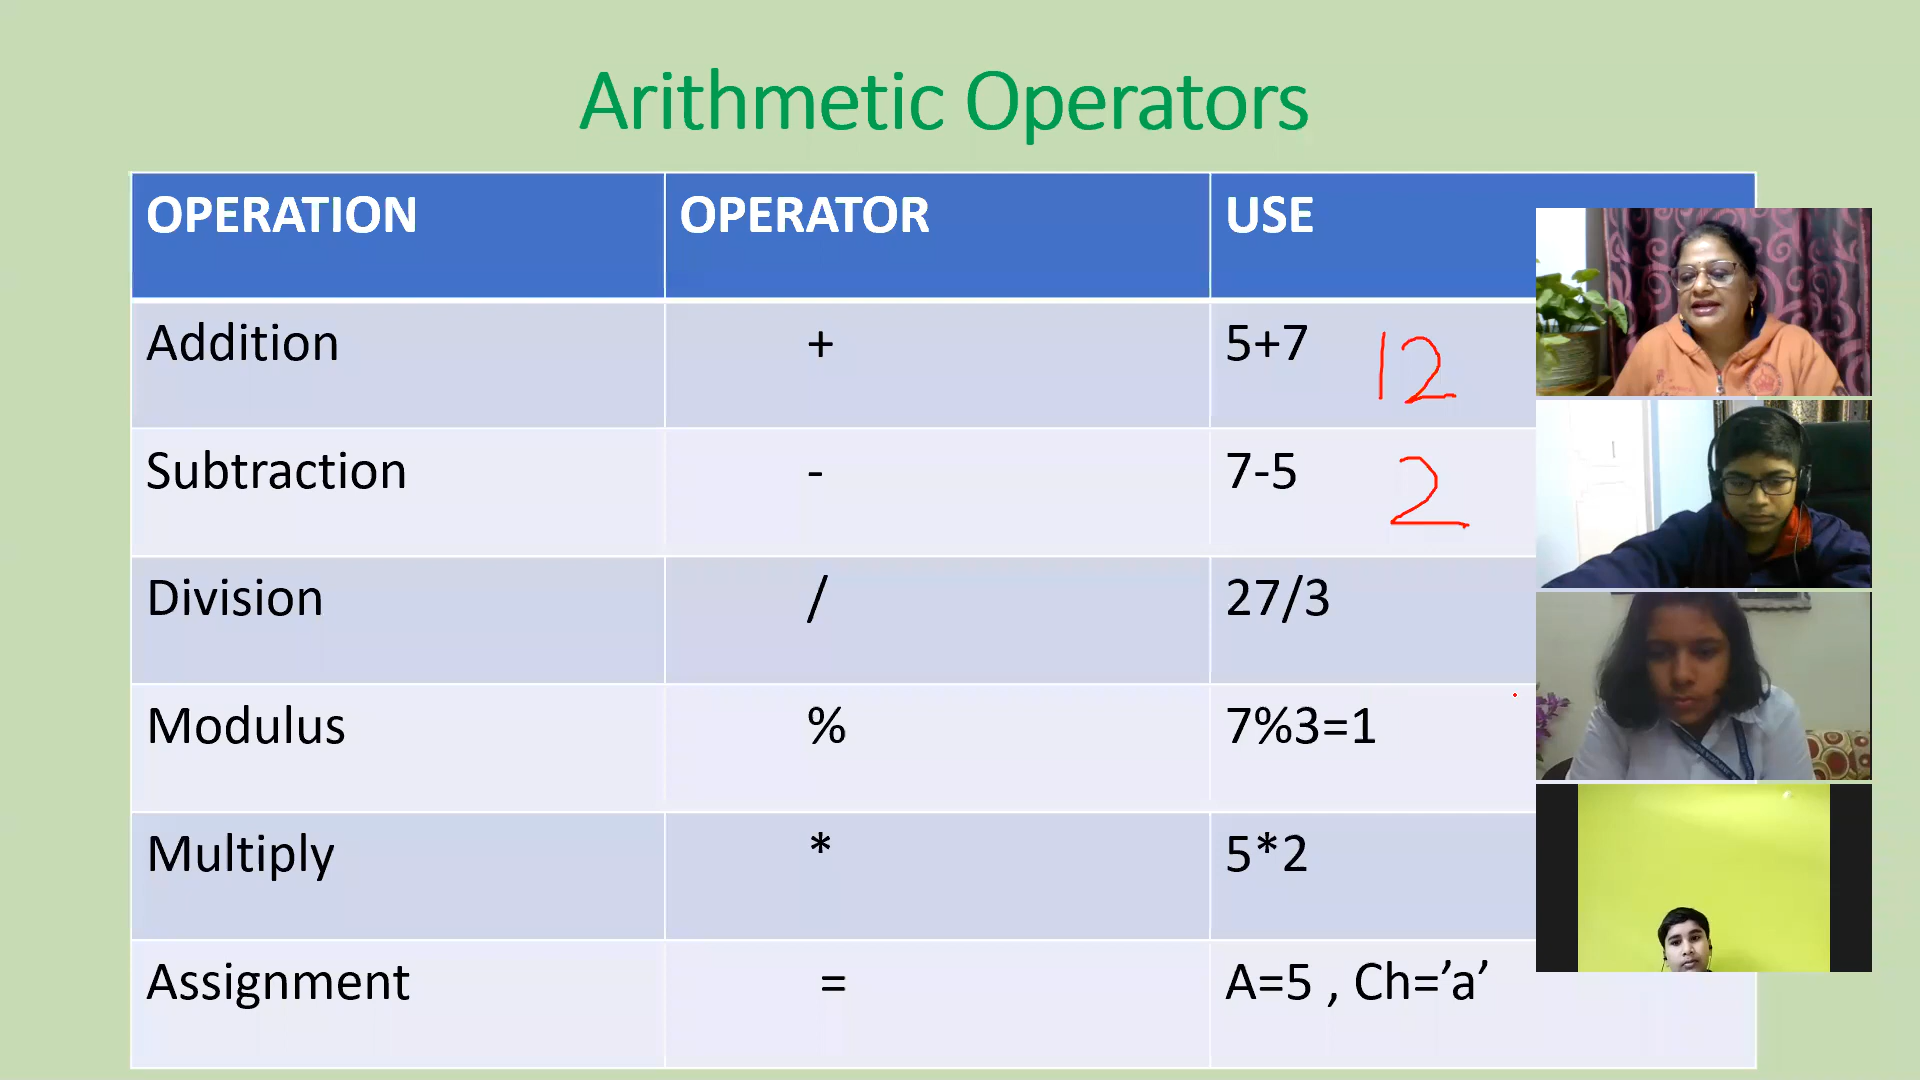 Arithmetic Operators
OPERATION OPERATOR USE
Addition + 5+7 12
Subtraction - 7-5 2
Division / 27/3
Modulus % 7%3=1
Multiply * 5*2
Assignment = A=5 , Ch=’a’